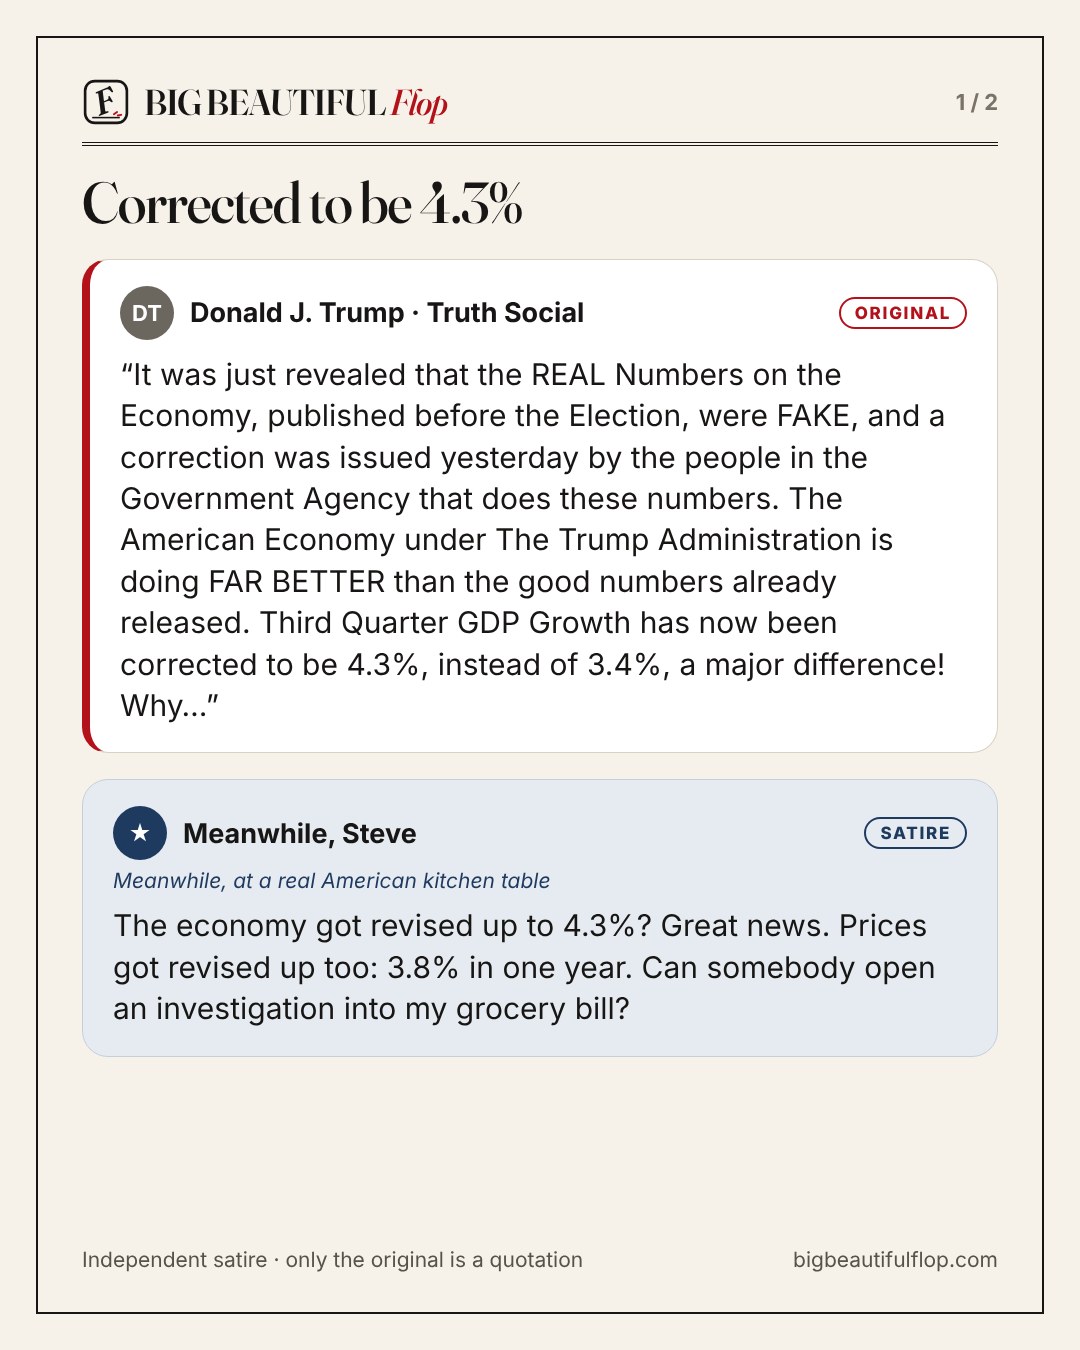 F
BIG BEAUTIFUL Flop
1 / 2
Corrected to be 4.3%
DT
Donald J. Trump · Truth Social
ORIGINAL
“It was just revealed that the REAL Numbers on the
Economy, published before the Election, were FAKE, and a
correction was issued yesterday by the people in the
Government Agency that does these numbers. The
American Economy under The Trump Administration is
doing FAR BETTER than the good numbers already
released. Third Quarter GDP Growth has now been
corrected to be 4.3%, instead of 3.4%, a major difference!
Why…”
Meanwhile, Steve
SATIRE
Meanwhile, at a real American kitchen table
The economy got revised up to 4.3%? Great news. Prices
got revised up too: 3.8% in one year. Can somebody open
an investigation into my grocery bill?
Independent satire · only the original is a quotation
bigbeautifulflop.com